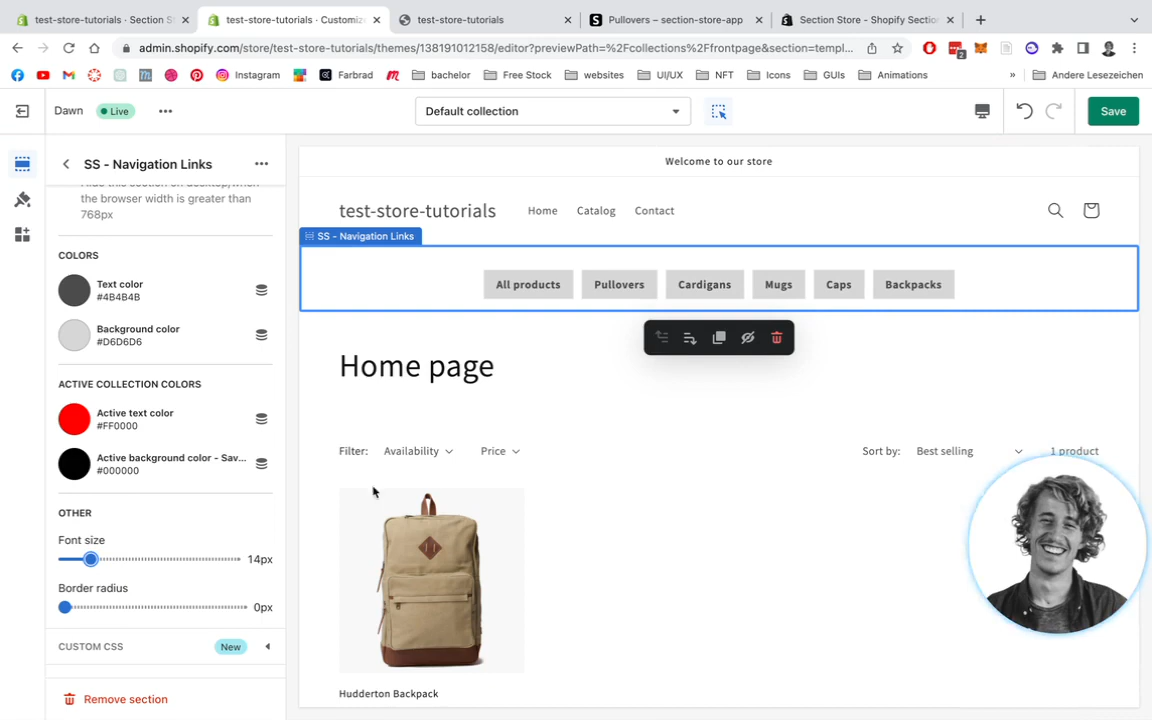 test-store-tutorials · Section S
test-store-tutorials · Customiz
test-store-tutorials
Pullovers – section-store-app
Section Store - Shopify Section
admin.shopify.com/store/test-store-tutorials/themes/138191012158/editor?previewPath=%2Fcollections%2Ffrontpage&section=templ...
2
Instagram
Farbrad
bachelor
Free Stock
websites
UI/UX
NFT
Icons
GUIs
Animations
»
Andere Lesezeichen
Dawn
Live
Default collection
Save
SS - Navigation Links
Hide this section on desktop/when
the browser width is greater than
768px
COLORS
Text color
#4B4B4B
Background color
#D6D6D6
ACTIVE COLLECTION COLORS
Active text color
#FF0000
Active background color - Sav...
#000000
OTHER
Font size
14px
Border radius
0px
CUSTOM CSS
New
Remove section
Welcome to our store
test-store-tutorials
Home
Catalog
Contact
SS - Navigation Links
All products
Pullovers
Cardigans
Mugs
Caps
Backpacks
Home page
Filter:
Availability
Price
Sort by:
Best selling
1 product
Hudderton Backpack